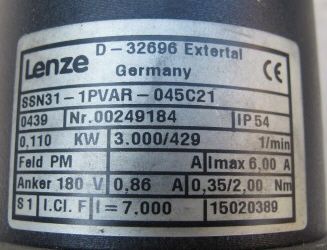 Lenze
D-32696 Extertal
Germany
CE
SSN31-1PVAR-045C21
0439 Nr.00249184 IP54
0,110 KW 3.000/429 1/min
Feld PM A Imax 6,00 A
Anker 180 V 0,86 A 0,35/2,00 Nm
S1 I.Cl.F i=7.000 15020389